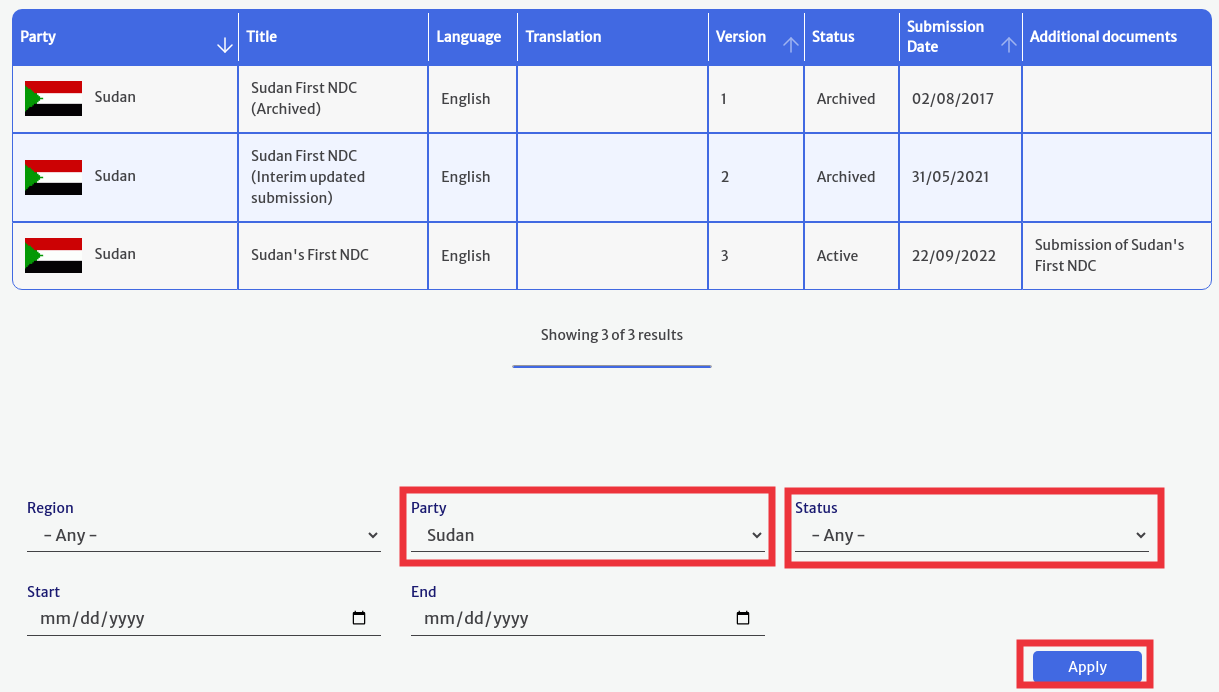 Party
Title
Language
Translation
Version
Status
Submission
Date
Additional documents
Sudan
Sudan First NDC
(Archived)
English
1
Archived
02/08/2017
Sudan
Sudan First NDC
(Interim updated
submission)
English
2
Archived
31/05/2021
Sudan
Sudan's First NDC
English
3
Active
22/09/2022
Submission of Sudan's
First NDC
Showing 3 of 3 results
Region
Party
Status
- Any -
Sudan
- Any -
Start
End
mm/dd/yyyy
mm/dd/yyyy
Apply